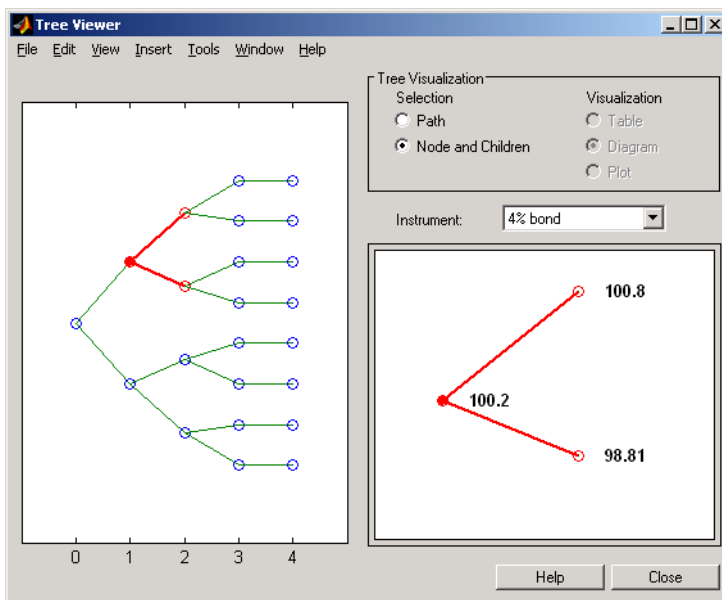 Tree Viewer
File Edit View Insert Tools Window Help
Tree Visualization
Selection
Visualization
Path
Table
Node and Children
Diagram
Plot
Instrument:
4% bond
100.8
100.2
98.81
0 1 2 3 4
Help
Close